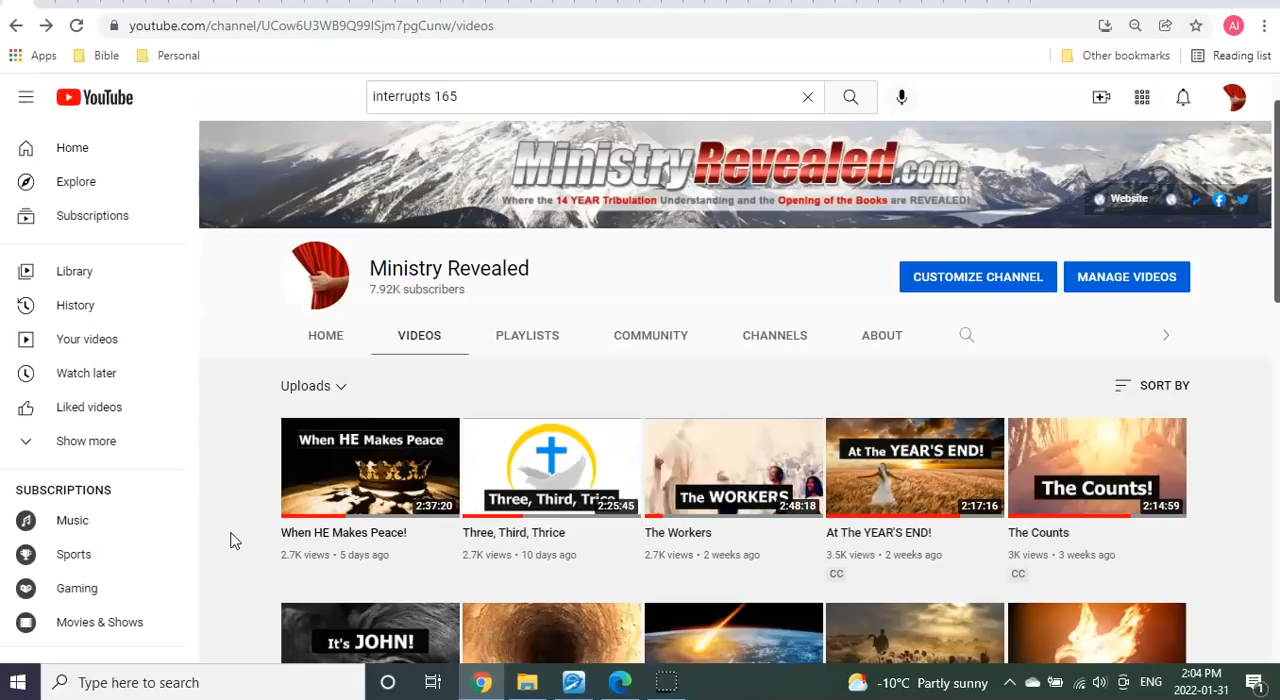 youtube.com/channel/UCow6U3WB9Q99ISjm7pgCunw/videos
Al
Apps Bible Personal Other bookmarks Reading list
YouTube
interrupts 165
MinistryRevealed.com
Where the 14 YEAR Tribulation Understanding and the Opening of the Books are REVEALED!
Website
Home
Explore
Subscriptions
Library
History
Your videos
Watch later
Liked videos
Show more
SUBSCRIPTIONS
Music
Sports
Gaming
Movies & Shows
Ministry Revealed
7.92K subscribers
CUSTOMIZE CHANNEL MANAGE VIDEOS
HOME VIDEOS PLAYLISTS COMMUNITY CHANNELS ABOUT
Uploads SORT BY
When HE Makes Peace
2:37:20
When HE Makes Peace!
2.7K views • 5 days ago
Three, Third, Thrice
2:25:45
Three, Third, Thrice
2.7K views • 10 days ago
The WORKERS
2:48:18
The Workers
2.7K views • 2 weeks ago
At The YEAR'S END!
2:17:16
At The YEAR'S END!
3.5K views • 2 weeks ago
CC
The Counts!
2:14:59
The Counts
3K views • 3 weeks ago
CC
It's JOHN!
Type here to search
-10°C Partly sunny
ENG
2:04 PM
2022-01-31
1